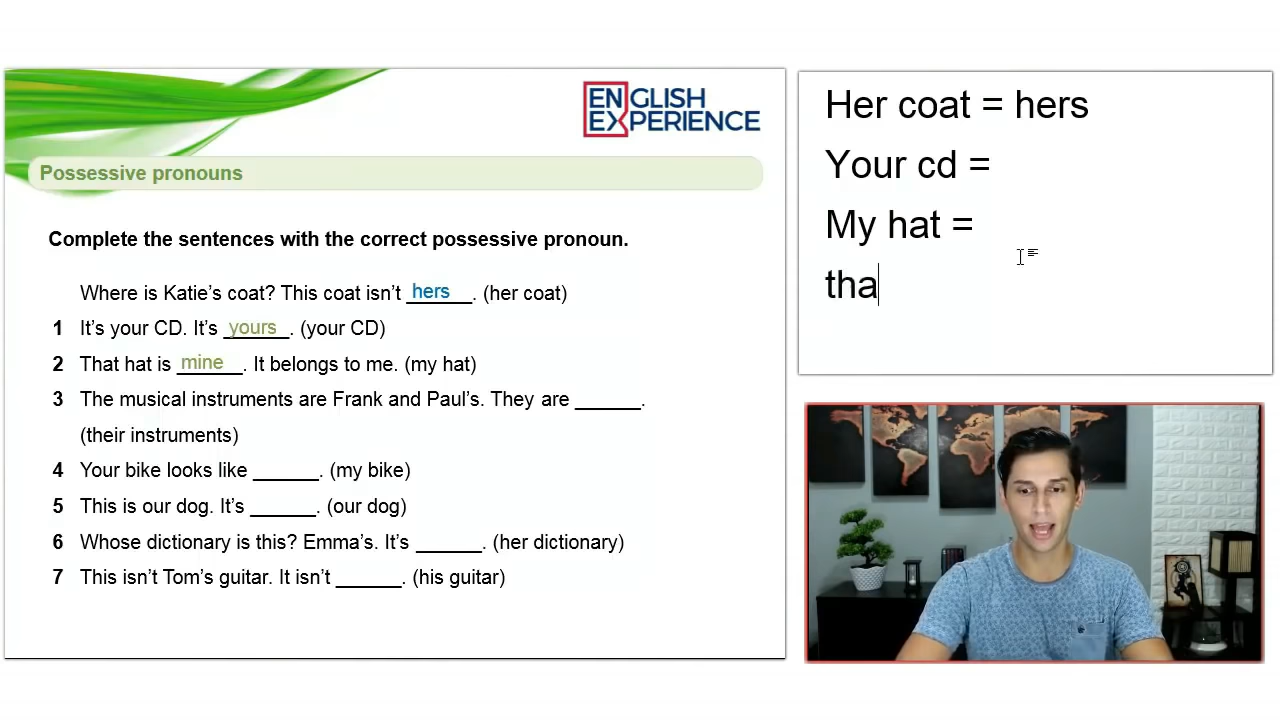 ENGLISH
EXPERIENCE
Possessive pronouns
Complete the sentences with the correct possessive pronoun.
Where is Katie’s coat? This coat isn’t hers. (her coat)
1 It’s your CD. It’s yours. (your CD)
2 That hat is mine. It belongs to me. (my hat)
3 The musical instruments are Frank and Paul’s. They are ______.
(their instruments)
4 Your bike looks like ______. (my bike)
5 This is our dog. It’s ______. (our dog)
6 Whose dictionary is this? Emma’s. It’s ______. (her dictionary)
7 This isn’t Tom’s guitar. It isn’t ______. (his guitar)
Her coat = hers
Your cd =
My hat =
tha